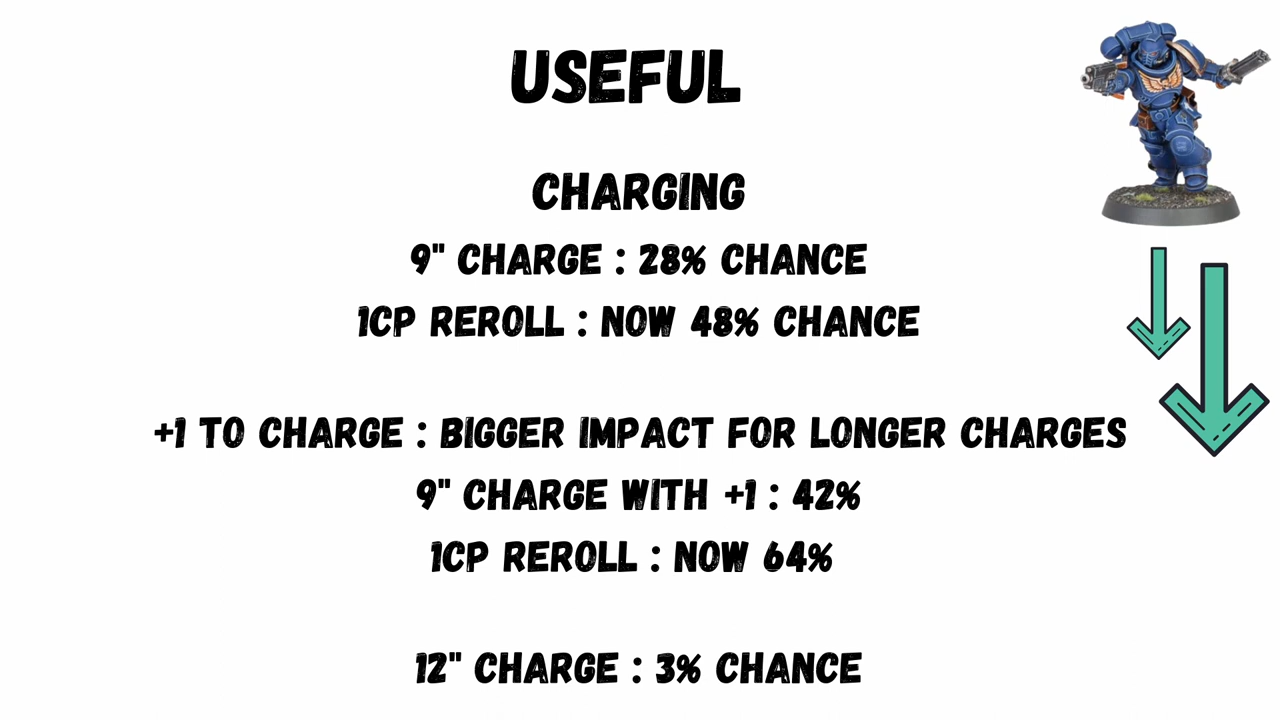 USEFUL
CHARGING
9" CHARGE : 28% CHANCE
1CP REROLL : NOW 48% CHANCE
+1 TO CHARGE : BIGGER IMPACT FOR LONGER CHARGES
9" CHARGE WITH +1 : 42%
1CP REROLL : NOW 64%
12" CHARGE : 3% CHANCE